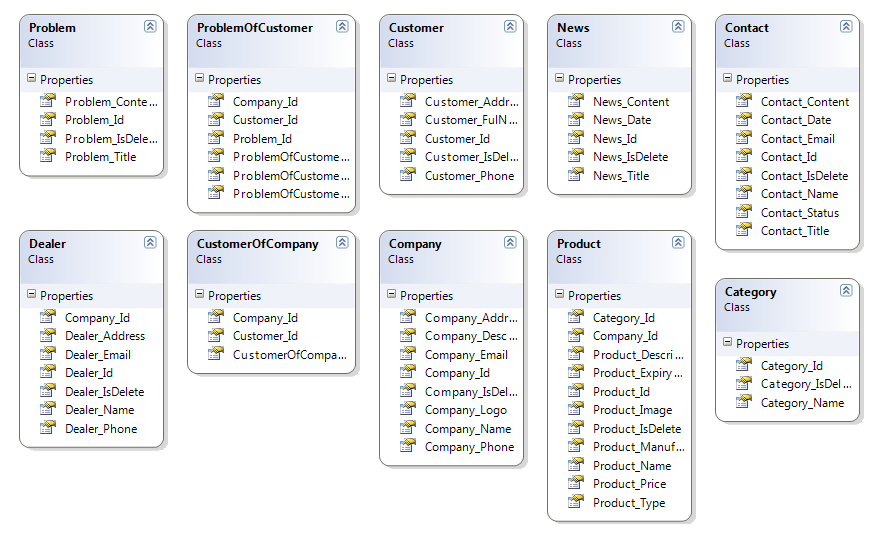 Problem
Class
Properties
Problem_Conte...
Problem_Id
Problem_IsDele...
Problem_Title
ProblemOfCustomer
Class
Properties
Company_Id
Customer_Id
Problem_Id
ProblemOfCustome...
ProblemOfCustome...
ProblemOfCustome...
Customer
Class
Properties
Customer_Addr...
Customer_FulN...
Customer_Id
Customer_IsDel...
Customer_Phone
News
Class
Properties
News_Content
News_Date
News_Id
News_IsDelete
News_Title
Contact
Class
Properties
Contact_Content
Contact_Date
Contact_Email
Contact_Id
Contact_IsDelete
Contact_Name
Contact_Status
Contact_Title
Dealer
Class
Properties
Company_Id
Dealer_Address
Dealer_Email
Dealer_Id
Dealer_IsDelete
Dealer_Name
Dealer_Phone
CustomerOfCompany
Class
Properties
Company_Id
Customer_Id
CustomerOfCompa...
Company
Class
Properties
Company_Addr...
Company_Desc...
Company_Email
Company_Id
Company_IsDel...
Company_Logo
Company_Name
Company_Phone
Product
Class
Properties
Category_Id
Company_Id
Product_Descri...
Product_Expiry...
Product_Id
Product_Image
Product_IsDelete
Product_Manuf...
Product_Name
Product_Price
Product_Type
Category
Class
Properties
Category_Id
Category_IsDel...
Category_Name